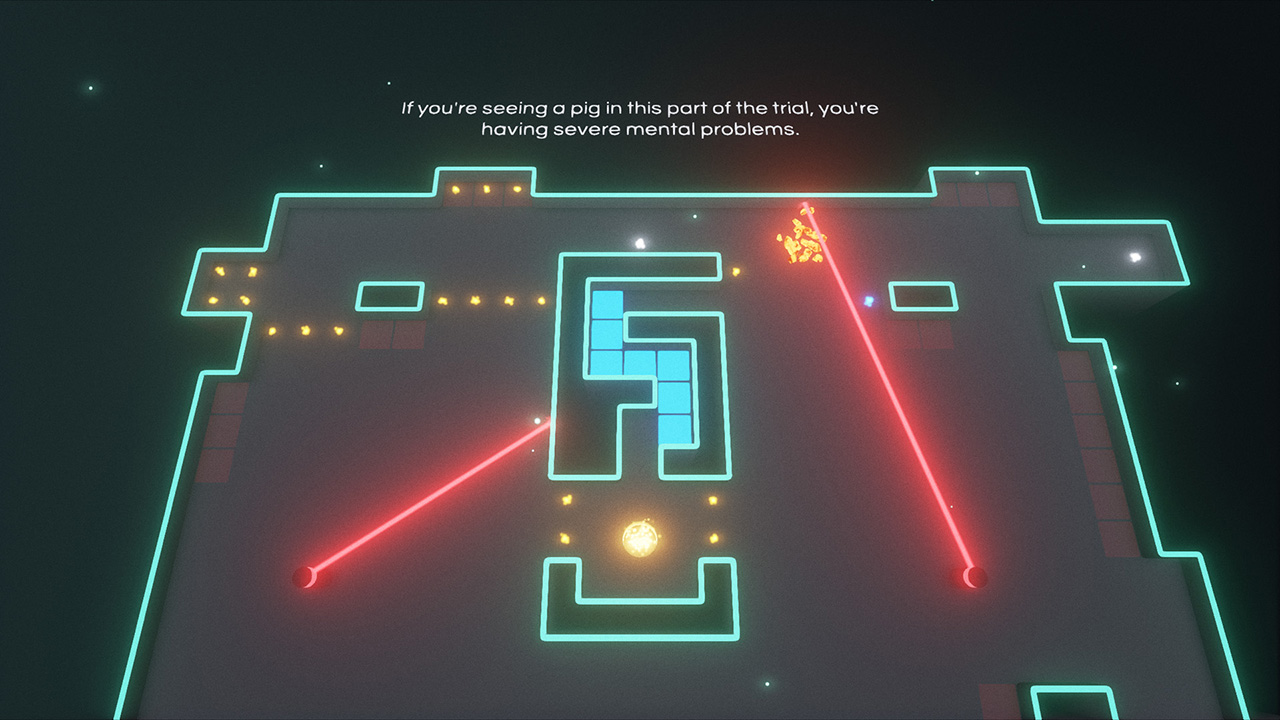 If you're seeing a pig in this part of the trial, you're
having severe mental problems.